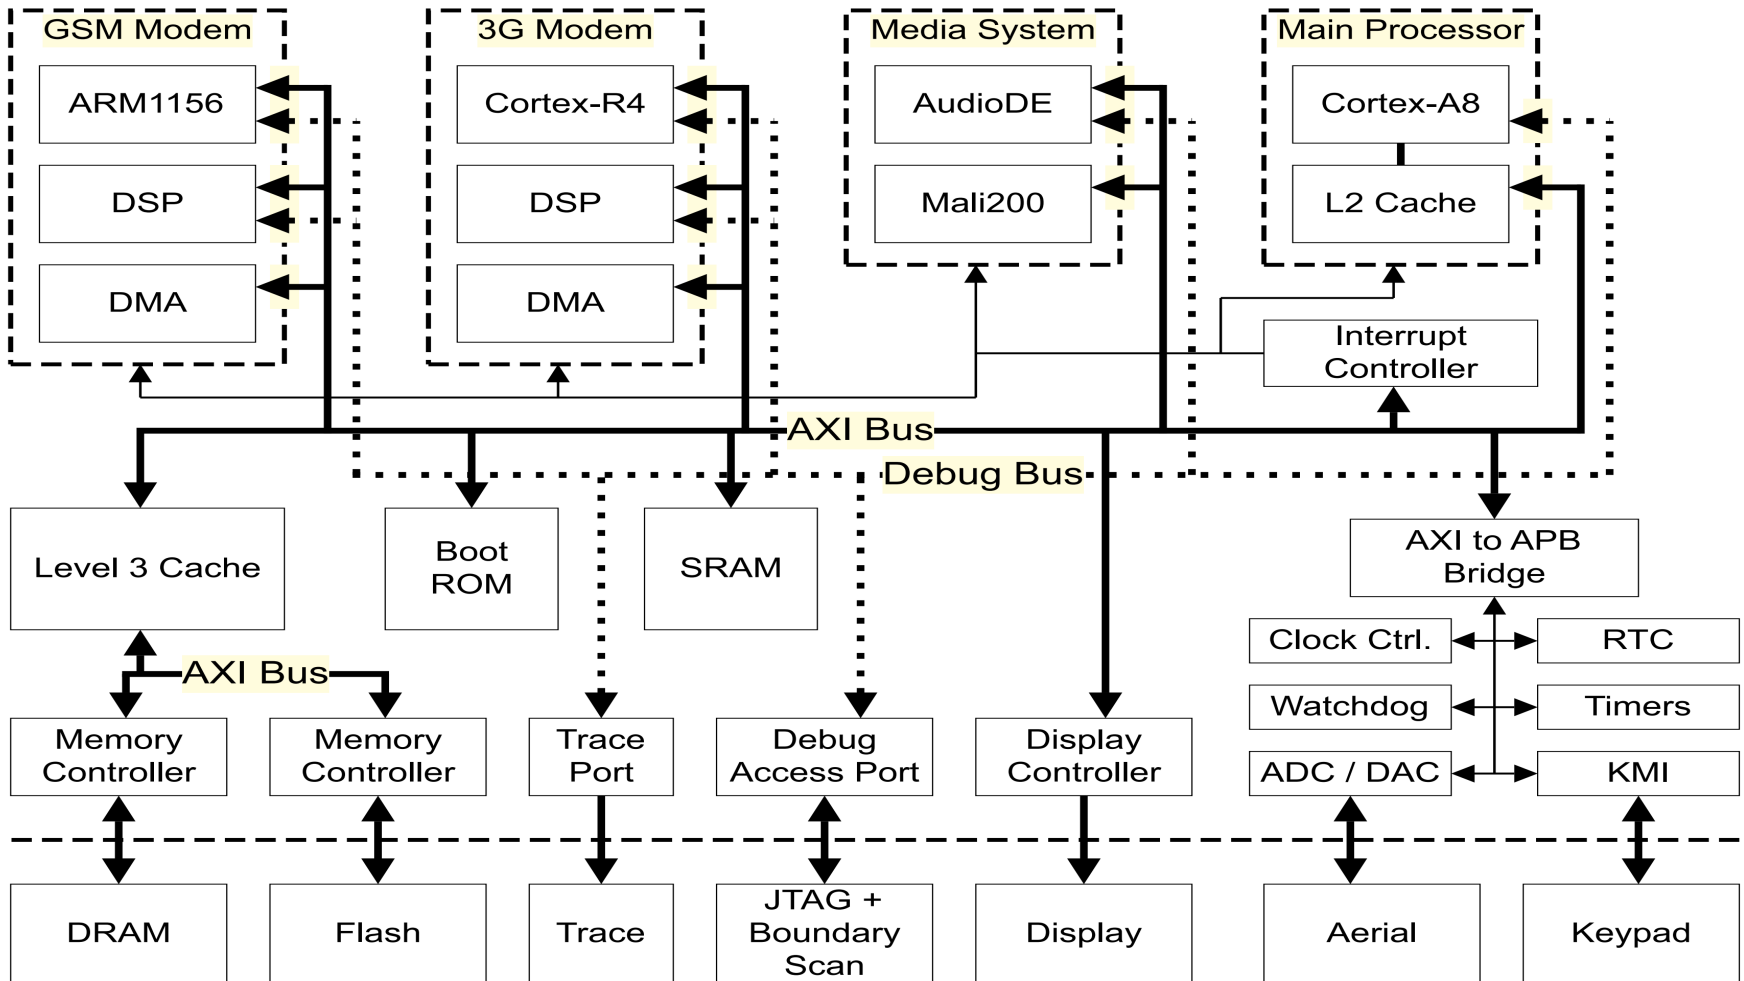 GSM Modem
3G Modem
Media System
Main Processor
ARM1156
Cortex-R4
AudioDE
Cortex-A8
DSP
DSP
Mali200
L2 Cache
DMA
DMA
Interrupt
Controller
AXI Bus
Debug Bus
Level 3 Cache
Boot
ROM
SRAM
AXI to APB
Bridge
Clock Ctrl.
RTC
AXI Bus
Watchdog
Timers
Memory
Controller
Memory
Controller
Trace
Port
Debug
Access Port
Display
Controller
ADC / DAC
KMI
DRAM
Flash
Trace
JTAG +
Boundary
Scan
Display
Aerial
Keypad